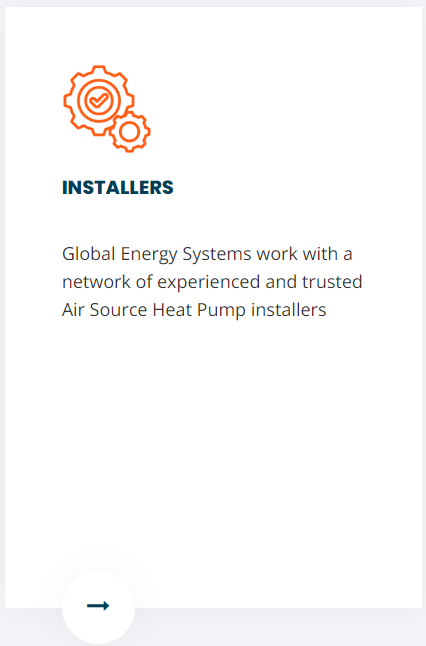 INSTALLERS
Global Energy Systems work with a
network of experienced and trusted
Air Source Heat Pump installers